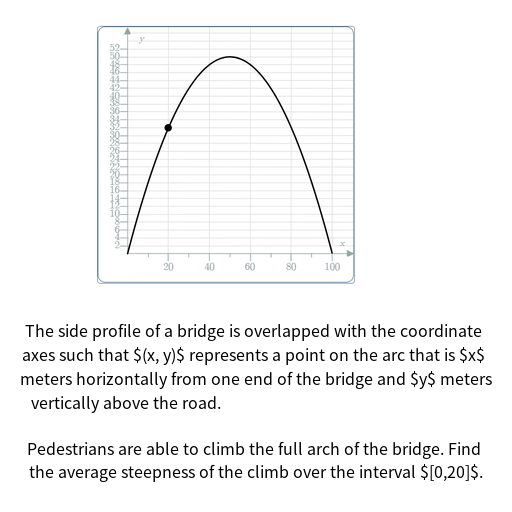 y
52
50
48
46
44
42
40
38
36
34
32
30
28
26
24
22
20
18
16
14
12
10
8
6
4
2
x
20 40 60 80 100
The side profile of a bridge is overlapped with the coordinate
axes such that $(x, y)$ represents a point on the arc that is $x$
meters horizontally from one end of the bridge and $y$ meters
vertically above the road.
Pedestrians are able to climb the full arch of the bridge. Find
the average steepness of the climb over the interval $[0,20]$.